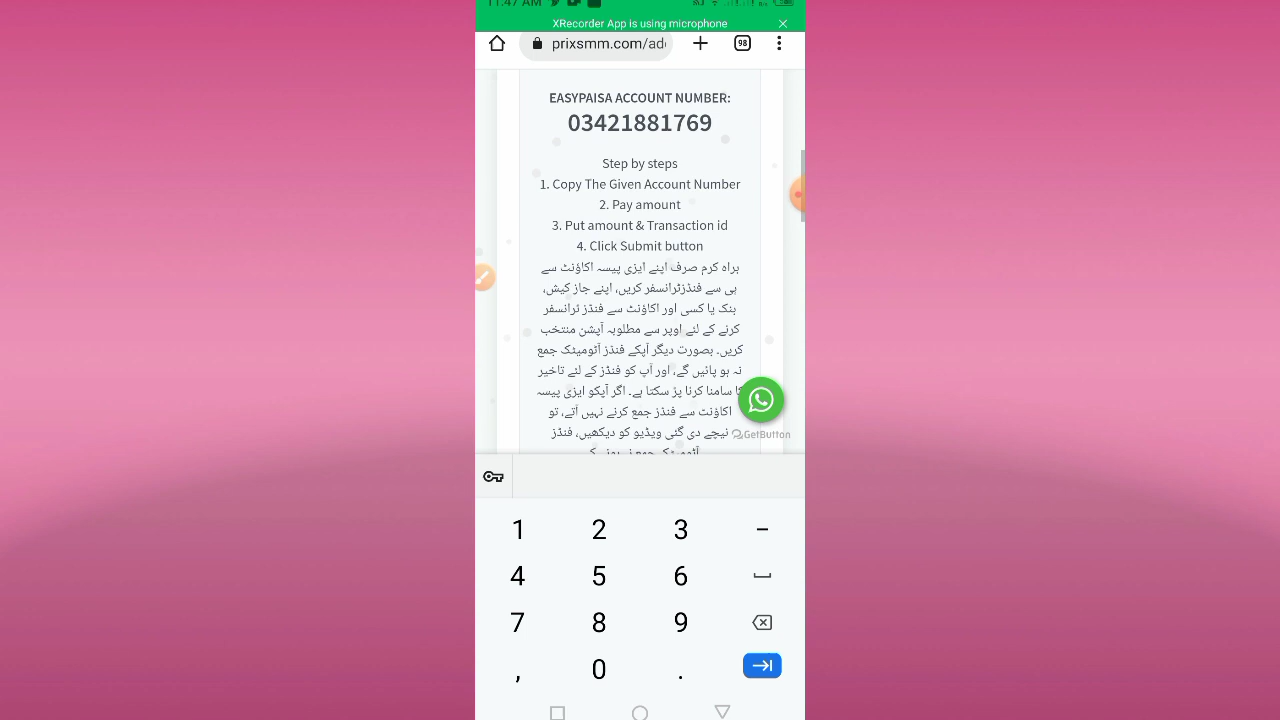 11:47 AM
XRecorder App is using microphone
prixsmm.com/ad
98
EASYPAISA ACCOUNT NUMBER:
03421881769
Step by steps
1. Copy The Given Account Number
2. Pay amount
3. Put amount & Transaction id
4. Click Submit button
براہ کرم صرف اپنے ایزی پیسہ اکاؤنٹ سے
ہی سے فنڈزٹرانسفر کریں، اپنے جاز کیش،
بنک یا کسی اور اکاؤنٹ سے فنڈز ٹرانسفر
کرنے کے لئے اوپر سے مطلوبہ آپشن منتخب
کریں۔ بصورت دیگر آپکے فنڈز آٹومیٹک جمع
نہ ہو پائیں گے، اور آپ کو فنڈز کے لئے تاخیر
کا سامنا کرنا پڑ سکتا ہے۔ اگر آپکو ایزی پیسہ
اکاؤنٹ سے فنڈز جمع کرنے نہیں آتے، تو
نیچے دی گئی ویڈیو کو دیکھیں، فنڈز
GetButton
1 2 3 −
4 5 6
7 8 9
, 0 .